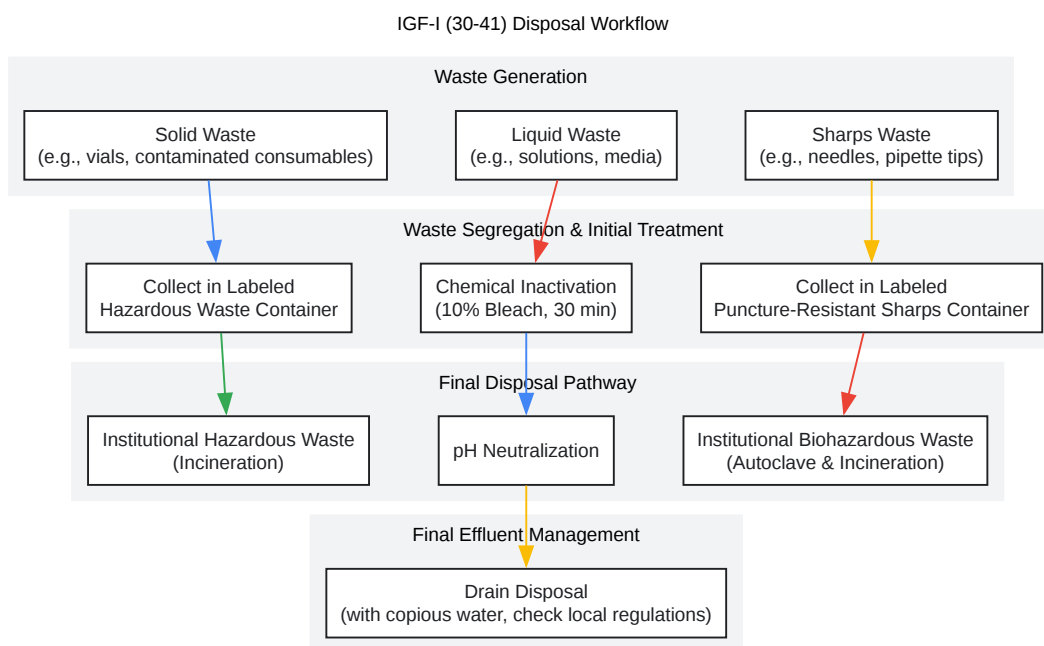 IGF-I (30-41) Disposal Workflow
Waste Generation
Solid Waste
(e.g., vials, contaminated consumables)
Liquid Waste
(e.g., solutions, media)
Sharps Waste
(e.g., needles, pipette tips)
Waste Segregation & Initial Treatment
Collect in Labeled
Hazardous Waste Container
Chemical Inactivation
(10% Bleach, 30 min)
Collect in Labeled
Puncture-Resistant Sharps Container
Final Disposal Pathway
Institutional Hazardous Waste
(Incineration)
pH Neutralization
Institutional Biohazardous Waste
(Autoclave & Incineration)
Final Effluent Management
Drain Disposal
(with copious water, check local regulations)